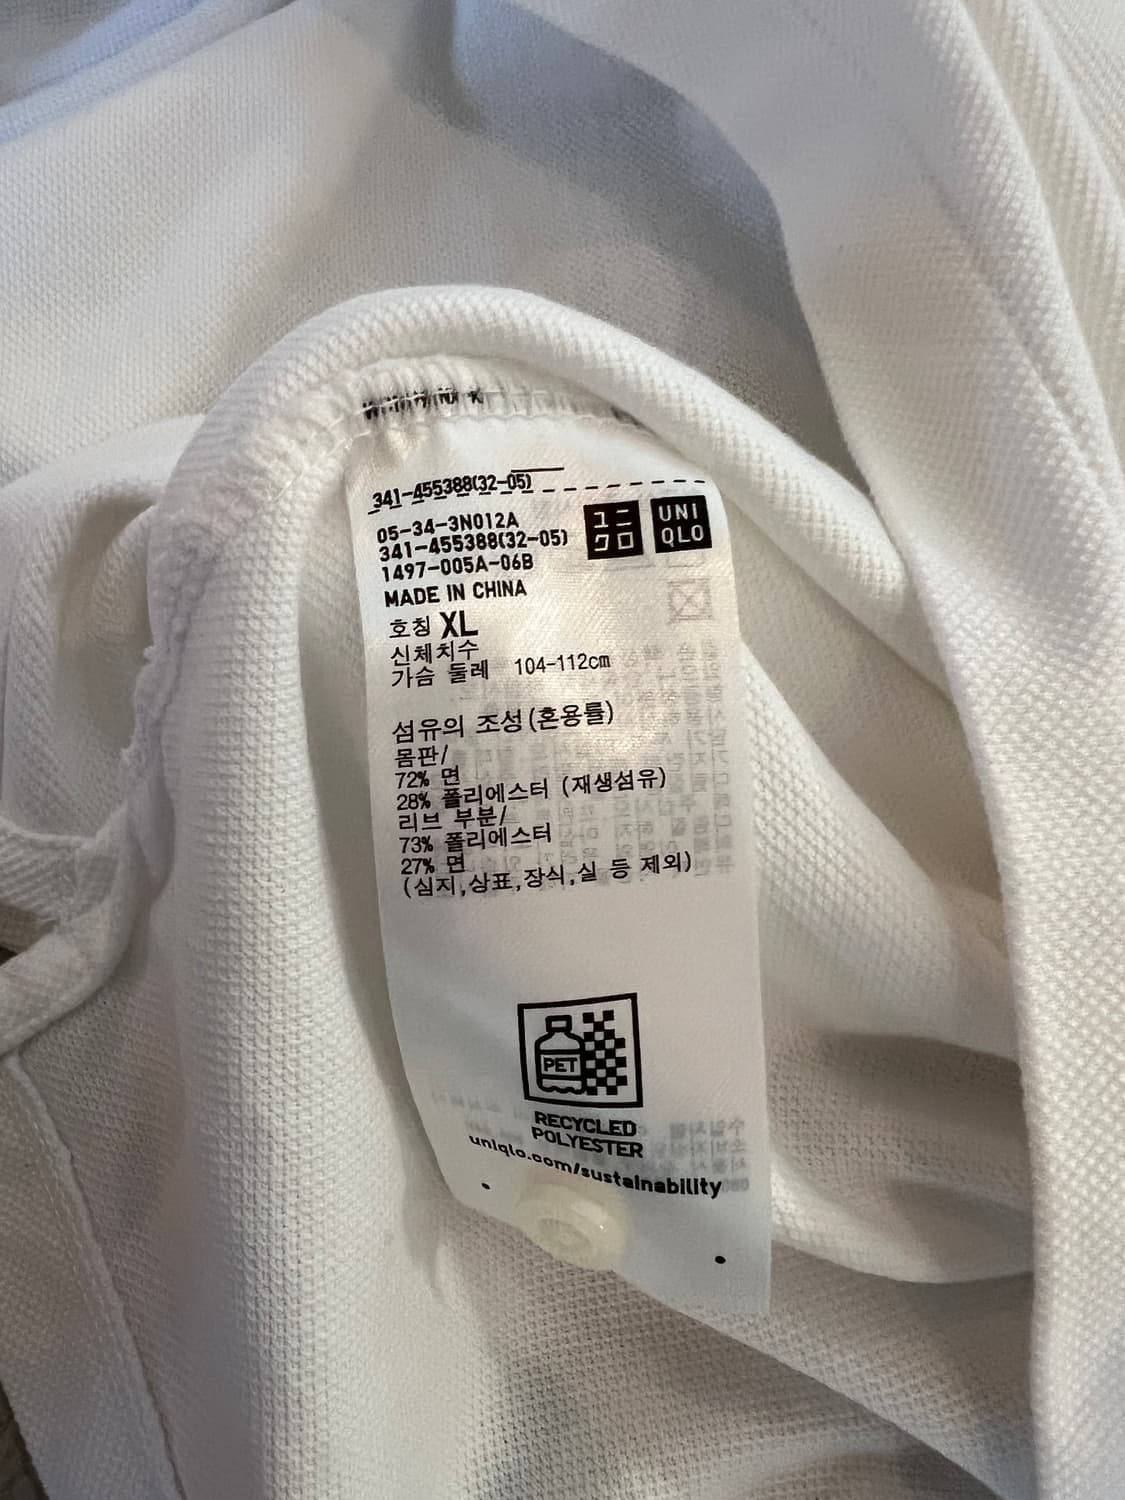 341-455388(32-05)
05-34-3N012A
341-455388(32-05)
1497-005A-06B
ユニ
クロ
UNI
QLO
MADE IN CHINA
호칭 XL
신체치수
가슴 둘레 104-112cm
섬유의 조성(혼용률)
몸판/
72% 면
28% 폴리에스터 (재생섬유)
리브 부분/
73% 폴리에스터
27% 면
(심지,상표,장식,실 등 제외)
PET
RECYCLED
POLYESTER
uniqlo.com/sustainability